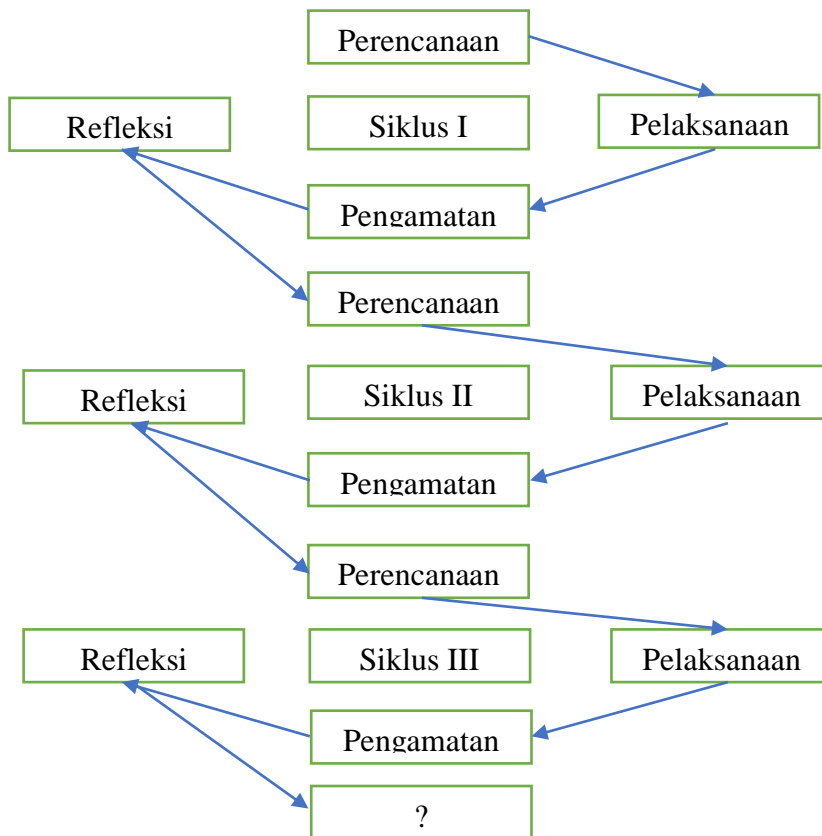 Perencanaan
Refleksi
Siklus I
Pelaksanaan
Pengamatan
Perencanaan
Refleksi
Siklus II
Pelaksanaan
Pengamatan
Perencanaan
Refleksi
Siklus III
Pelaksanaan
Pengamatan
?